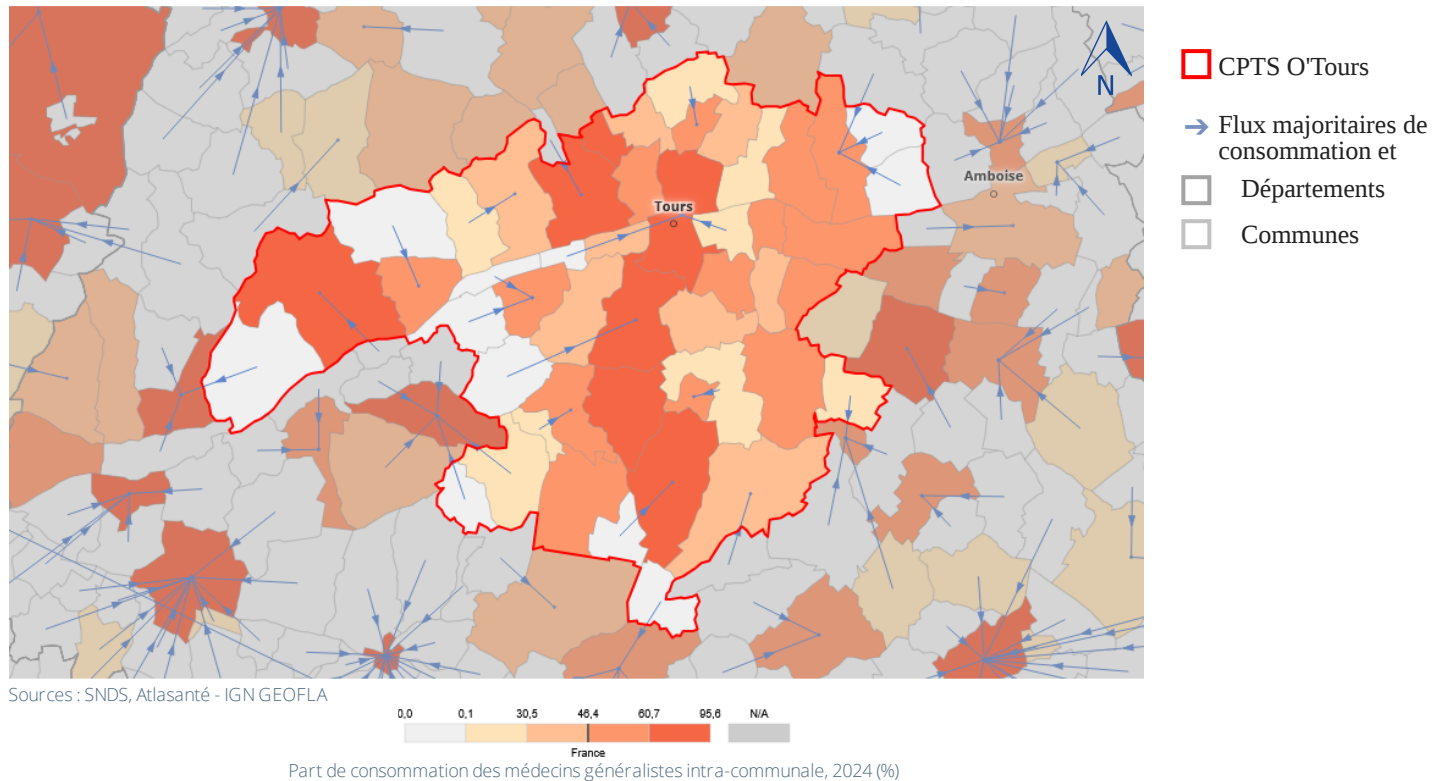 N
CPTS O'Tours
Flux majoritaires de
consommation et
Départements
Communes
Amboise
Tours
Sources : SNDS, Atlasanté - IGN GEOFLA
0,0 0,1 30,5 46,4 60,7 95,6 N/A
France
Part de consommation des médecins généralistes intra-communale, 2024 (%)